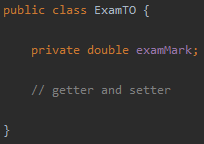 public class ExamTO {
private double examMark;
// getter and setter
}